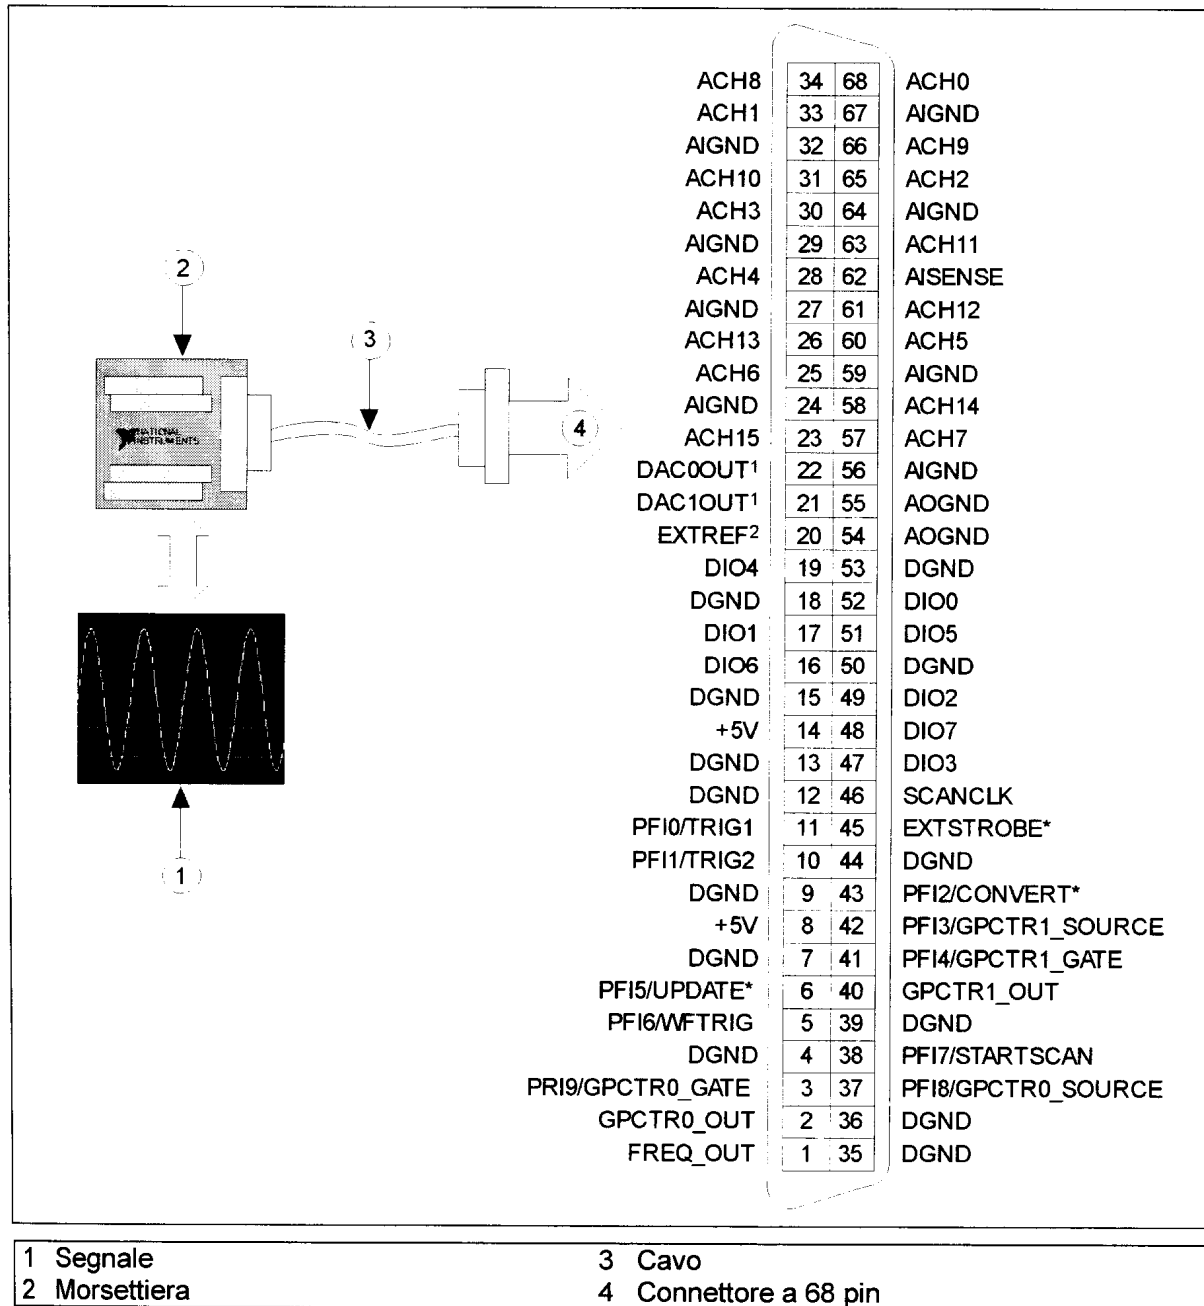 ACH8 34 68 ACH0
ACH1 33 67 AIGND
AIGND 32 66 ACH9
ACH10 31 65 ACH2
ACH3 30 64 AIGND
AIGND 29 63 ACH11
ACH4 28 62 AISENSE
AIGND 27 61 ACH12
ACH13 26 60 ACH5
ACH6 25 59 AIGND
AIGND 24 58 ACH14
ACH15 23 57 ACH7
DAC0OUT¹ 22 56 AIGND
DAC1OUT¹ 21 55 AOGND
EXTREF² 20 54 AOGND
DIO4 19 53 DGND
DGND 18 52 DIO0
DIO1 17 51 DIO5
DIO6 16 50 DGND
DGND 15 49 DIO2
+5V 14 48 DIO7
DGND 13 47 DIO3
DGND 12 46 SCANCLK
PFI0/TRIG1 11 45 EXTSTROBE*
PFI1/TRIG2 10 44 DGND
DGND 9 43 PFI2/CONVERT*
+5V 8 42 PFI3/GPCTR1_SOURCE
DGND 7 41 PFI4/GPCTR1_GATE
PFI5/UPDATE* 6 40 GPCTR1_OUT
PFI6/WFTRIG 5 39 DGND
DGND 4 38 PFI7/STARTSCAN
PRI9/GPCTR0_GATE 3 37 PFI8/GPCTR0_SOURCE
GPCTR0_OUT 2 36 DGND
FREQ_OUT 1 35 DGND
2
3
4
NATIONAL
INSTRUMENTS
1
1 Segnale
2 Morsettiera
3 Cavo
4 Connettore a 68 pin